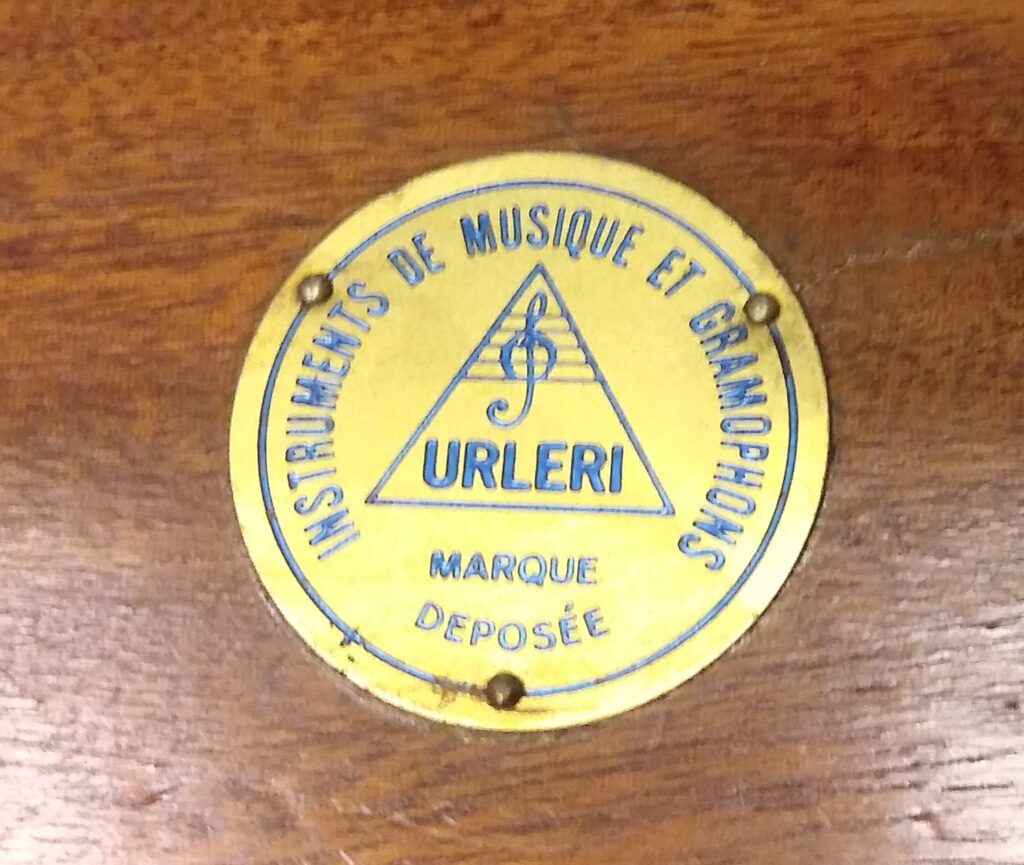 INSTRUMENTS DE MUSIQUE ET GRAMOPHONS
URLERI
MARQUE
DEPOSÉE